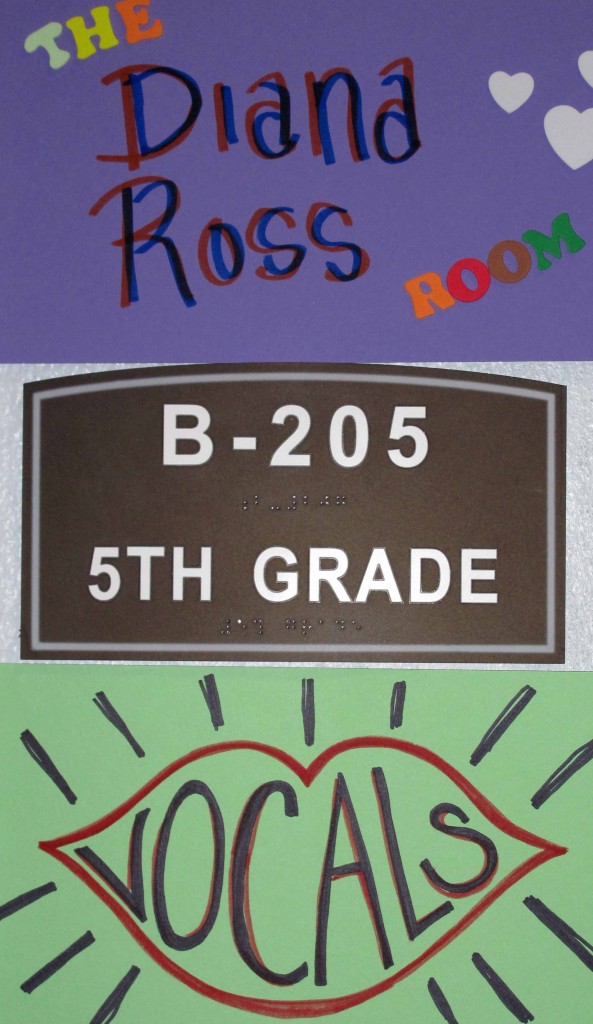 THE
Diana
Ross
ROOM
B-205
5TH GRADE
VOCALS